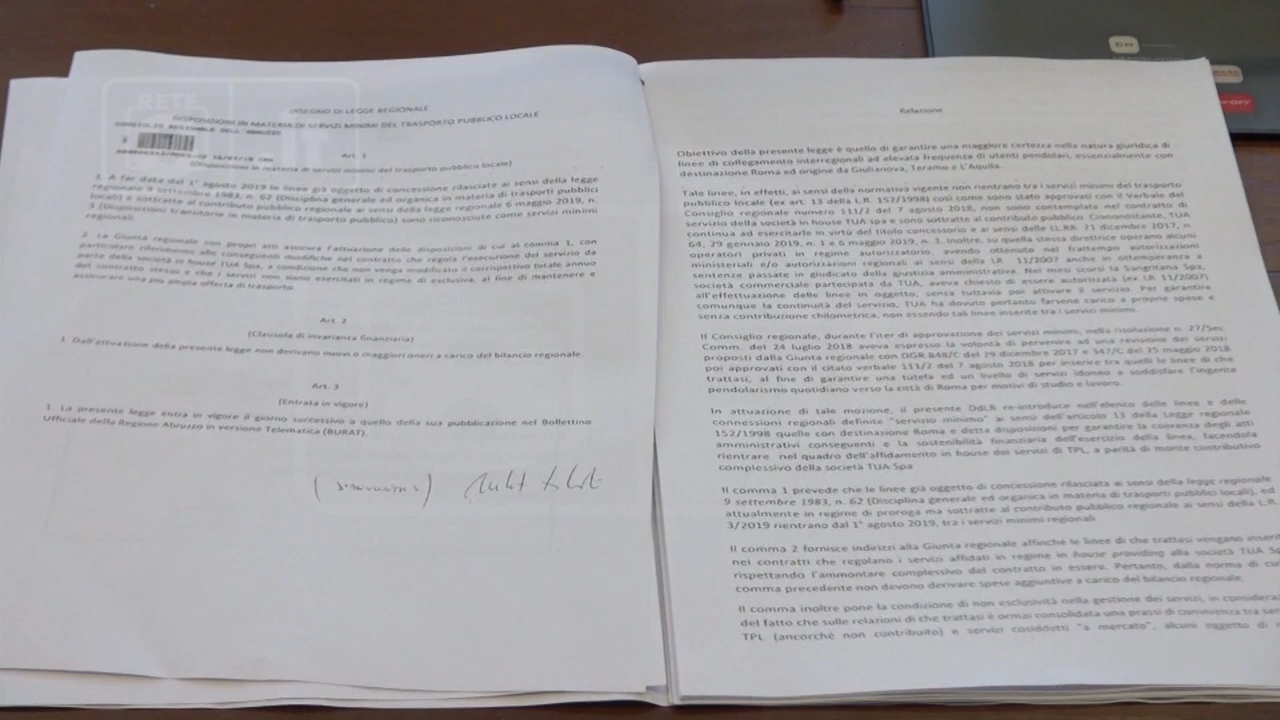 RETE
DISEGNO DI LEGGE REGIONALE
DISPOSIZIONI IN MATERIA DI SERVIZI MINIMI DEL TRASPORTO PUBBLICO LOCALE
CONSIGLIO REGIONALE DELL'ABRUZZO
Art. 1
(Disposizioni in materia di servizi minimi del trasporto pubblico locale)
1. A far data dal 1° agosto 2019 le linee già oggetto di concessione rilasciate ai sensi della legge
regionale 9 settembre 1983, n. 62 (Disciplina generale ed organica in materia di trasporti pubblici
locali) e sottratte al contributo pubblico regionale ai sensi della legge regionale 6 maggio 2019, n.
3 (Disposizioni transitorie in materia di trasporto pubblico) sono riconosciute come servizi minimi
regionali.
2. La Giunta regionale con propri atti assicura l'attuazione delle disposizioni di cui al comma 1, con
particolare riferimento alle conseguenti modifiche nel contratto che regola l'esecuzione del servizio da
parte della società in house TUA Spa, a condizione che non venga modificato il corrispettivo totale annuo
del contratto stesso e che i servizi non siano esercitati in regime di esclusiva, al fine di mantenere e
assicurare una più ampia offerta di trasporto.
Art. 2
(Clausola di invarianza finanziaria)
1. Dall'attuazione della presente legge non derivano nuovi o maggiori oneri a carico del bilancio regionale.
Art. 3
(Entrata in vigore)
1. La presente legge entra in vigore il giorno successivo a quello della sua pubblicazione nel Bollettino
Ufficiale della Regione Abruzzo in versione Telematica (BURAT).
Relazione
Obiettivo della presente legge è quello di garantire una maggiore certezza nella natura giuridica di
linee di collegamento interregionali ad elevata frequenza di utenti pendolari, essenzialmente con
destinazione Roma ed origine da Giulianova, Teramo e L'Aquila.
Tale linee, in effetti, ai sensi della normativa vigente non rientrano tra i servizi minimi del trasporto
pubblico locale (ex art. 13 della L.R. 152/1998) così come sono stato approvati con il Verbale del
Consiglio regionale numero 111/2 del 7 agosto 2018, non sono contemplate nel contratto di
servizio della società in house TUA spa e sono sottratte al contributo pubblico. Ciononostante, TUA
continua ad esercitarle in virtù del titolo concessorio e ai sensi delle LL.RR. 21 dicembre 2017, n.
64, 29 gennaio 2019, n. 1 e 6 maggio 2019, n. 3. Inoltre, su quella stessa direttrice operano alcuni
operatori privati in regime autorizzativo, avendo ottenuto nel frattempo autorizzazioni
ministeriali e/o autorizzazioni regionali ai sensi della LR 11/2007 anche in ottemperanza a
sentenze passate in giudicato della giustizia amministrativa. Nei mesi scorsi la Sangritana Spa,
società commerciale partecipata da TUA, aveva chiesto di essere autorizzata (ex LR 11/2007)
all'effettuazione delle linee in oggetto, senza tuttavia poi attivare il servizio. Per garantire
comunque la continuità del servizio, TUA ha dovuto pertanto farsene carico a proprie spese e
senza contribuzione chilometrica, non essendo tali linee inserite tra i servizi minimi.
Il Consiglio regionale, durante l'iter di approvazione dei servizi minimi, nella risoluzione n. 27/Sec.
Comm. del 24 luglio 2018 aveva espresso la volontà di pervenire ad una revisione dei servizi
proposti dalla Giunta regionale con DGR 848/C del 29 dicembre 2017 e 347/C del 25 maggio 2018
poi approvati con il citato verbale 111/2 del 7 agosto 2018 per inserire tra quelli le linee di che
trattasi, al fine di garantire una tutela ed un livello di servizi idoneo a soddisfare l'ingente
pendolarismo quotidiano verso la città di Roma per motivi di studio e lavoro.
In attuazione di tale mozione, il presente DdLR re-introduce nell'elenco delle linee e delle
connessioni regionali definite "servizio minimo" ai sensi dell'articolo 13 della Legge regionale
152/1998 quelle con destinazione Roma e detta disposizioni per garantire la coerenza degli atti
amministrativi conseguenti e la sostenibilità finanziaria dell'esercizio della linea, facendola
rientrare nel quadro dell'affidamento in house dei servizi di TPL, a parità di monte contributivo
complessivo della società TUA Spa
Il comma 1 prevede che le linee già oggetto di concessione rilasciata ai sensi della legge regionale
9 settembre 1983, n. 62 (Disciplina generale ed organica in materia di trasporti pubblici locali), ed
attualmente in regime di proroga ma sottratte al contributo pubblico regionale ai sensi della L.R.
3/2019 rientrano dal 1° agosto 2019, tra i servizi minimi regionali
Il comma 2 fornisce indirizzi alla Giunta regionale affinché le linee di che trattasi vengano inserit
nei contratti che regolano i servizi affidati in regime in house providing alla società TUA Sp
rispettando l'ammontare complessivo del contratto in essere. Pertanto, dalla norma di cui
comma precedente non devono derivare spese aggiuntive a carico del bilancio regionale.
Il comma inoltre pone la condizione di non esclusività nella gestione dei servizi, in consideraz
del fatto che sulle relazioni di che trattasi è ormai consolidata una prassi di convivenza tra ser
TPL (ancorché non contribuito) e servizi cosiddetti "a mercato", alcuni oggetto di